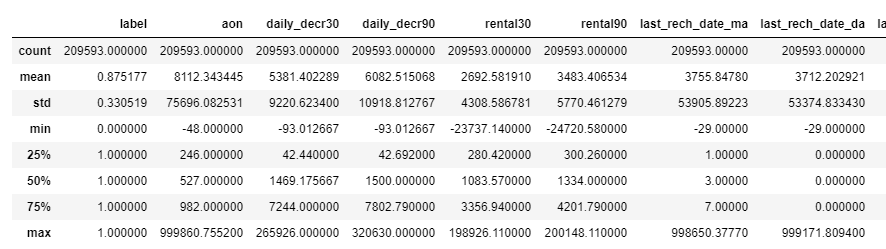 label aon daily_decr30 daily_decr90 rental30 rental90 last_rech_date_ma last_rech_date_da la
count 209593.000000 209593.000000 209593.000000 209593.000000 209593.000000 209593.000000 209593.00000 209593.000000
mean 0.875177 8112.343445 5381.402289 6082.515068 2692.581910 3483.406534 3755.84780 3712.202921
std 0.330519 75696.082531 9220.623400 10918.812767 4308.586781 5770.461279 53905.89223 53374.833430
min 0.000000 -48.000000 -93.012667 -93.012667 -23737.140000 -24720.580000 -29.00000 -29.000000
25% 1.000000 246.000000 42.440000 42.692000 280.420000 300.260000 1.00000 0.000000
50% 1.000000 527.000000 1469.175667 1500.000000 1083.570000 1334.000000 3.00000 0.000000
75% 1.000000 982.000000 7244.000000 7802.790000 3356.940000 4201.790000 7.00000 0.000000
max 1.000000 999860.755200 265926.000000 320630.000000 198926.110000 200148.110000 998650.37770 999171.809400